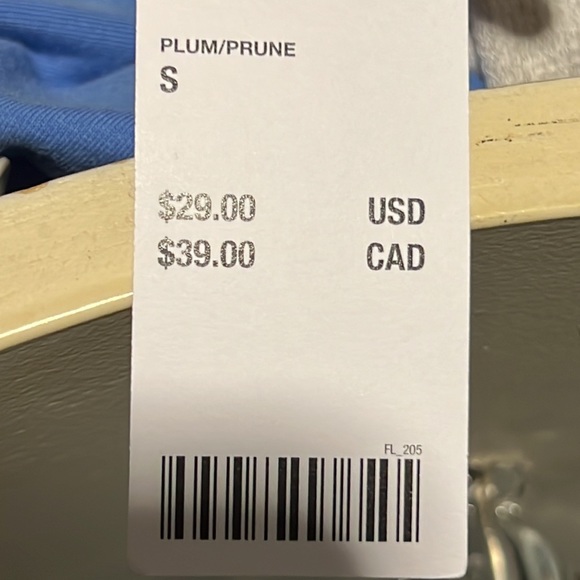 PLUM/PRUNE
S
$29.00 USD
$39.00 CAD
FL_205